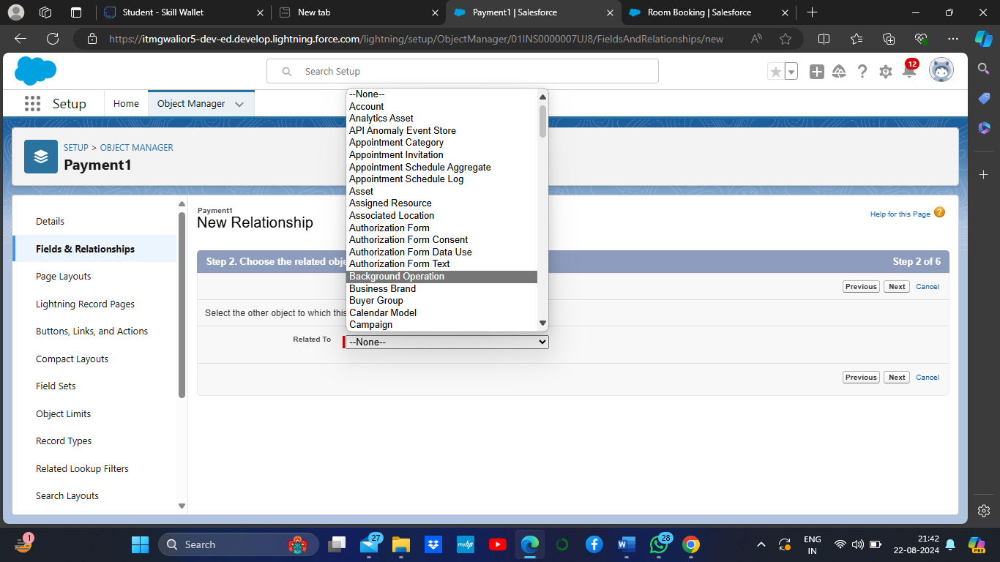 Student - Skill Wallet
New tab
Payment1 | Salesforce
Room Booking | Salesforce
https://itmgwalior5-dev-ed.develop.lightning.force.com/lightning/setup/ObjectManager/01INS0000007UJ8/FieldsAndRelationships/new
Search Setup
12
Setup
Home
Object Manager
SETUP > OBJECT MANAGER
Payment1
Details
Fields & Relationships
Page Layouts
Lightning Record Pages
Buttons, Links, and Actions
Compact Layouts
Field Sets
Object Limits
Record Types
Related Lookup Filters
Search Layouts
Payment1
New Relationship
Help for this Page
Step 2. Choose the related obje
Step 2 of 6
Previous
Next
Cancel
Select the other object to which this
--None--
Account
Analytics Asset
API Anomaly Event Store
Appointment Category
Appointment Invitation
Appointment Schedule Aggregate
Appointment Schedule Log
Asset
Assigned Resource
Associated Location
Authorization Form
Authorization Form Consent
Authorization Form Data Use
Authorization Form Text
Background Operation
Business Brand
Buyer Group
Calendar Model
Campaign
Related To
--None--
Previous
Next
Cancel
1
Search
27
myhp
28
ENG
IN
21:42
22-08-2024
PRE